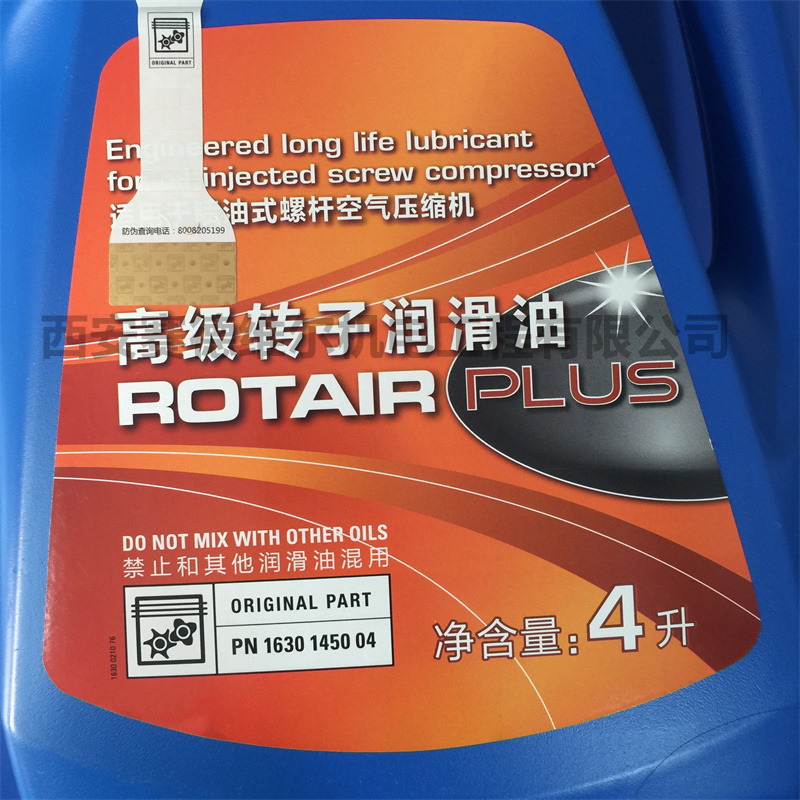 ORIGINAL PART
Engineered long life lubricant
injected screw compressor
油式螺杆空气压缩机
防伪查询电话：8008205199
高级转子润滑油
ROTAIR PLUS
DO NOT MIX WITH OTHER OILS
禁止和其他润滑油混用
ORIGINAL PART
PN 1630 1450 04
净含量：4升
1630 0210 76